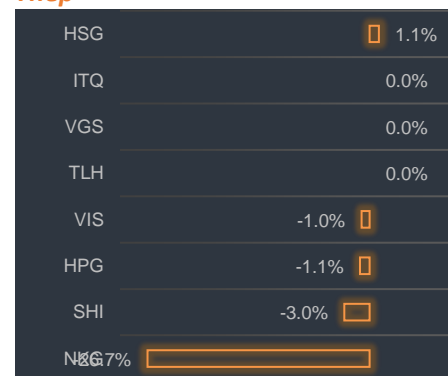 HSG 1.1%
ITQ 0.0%
VGS 0.0%
TLH 0.0%
VIS -1.0%
HPG -1.1%
SHI -3.0%
NKG